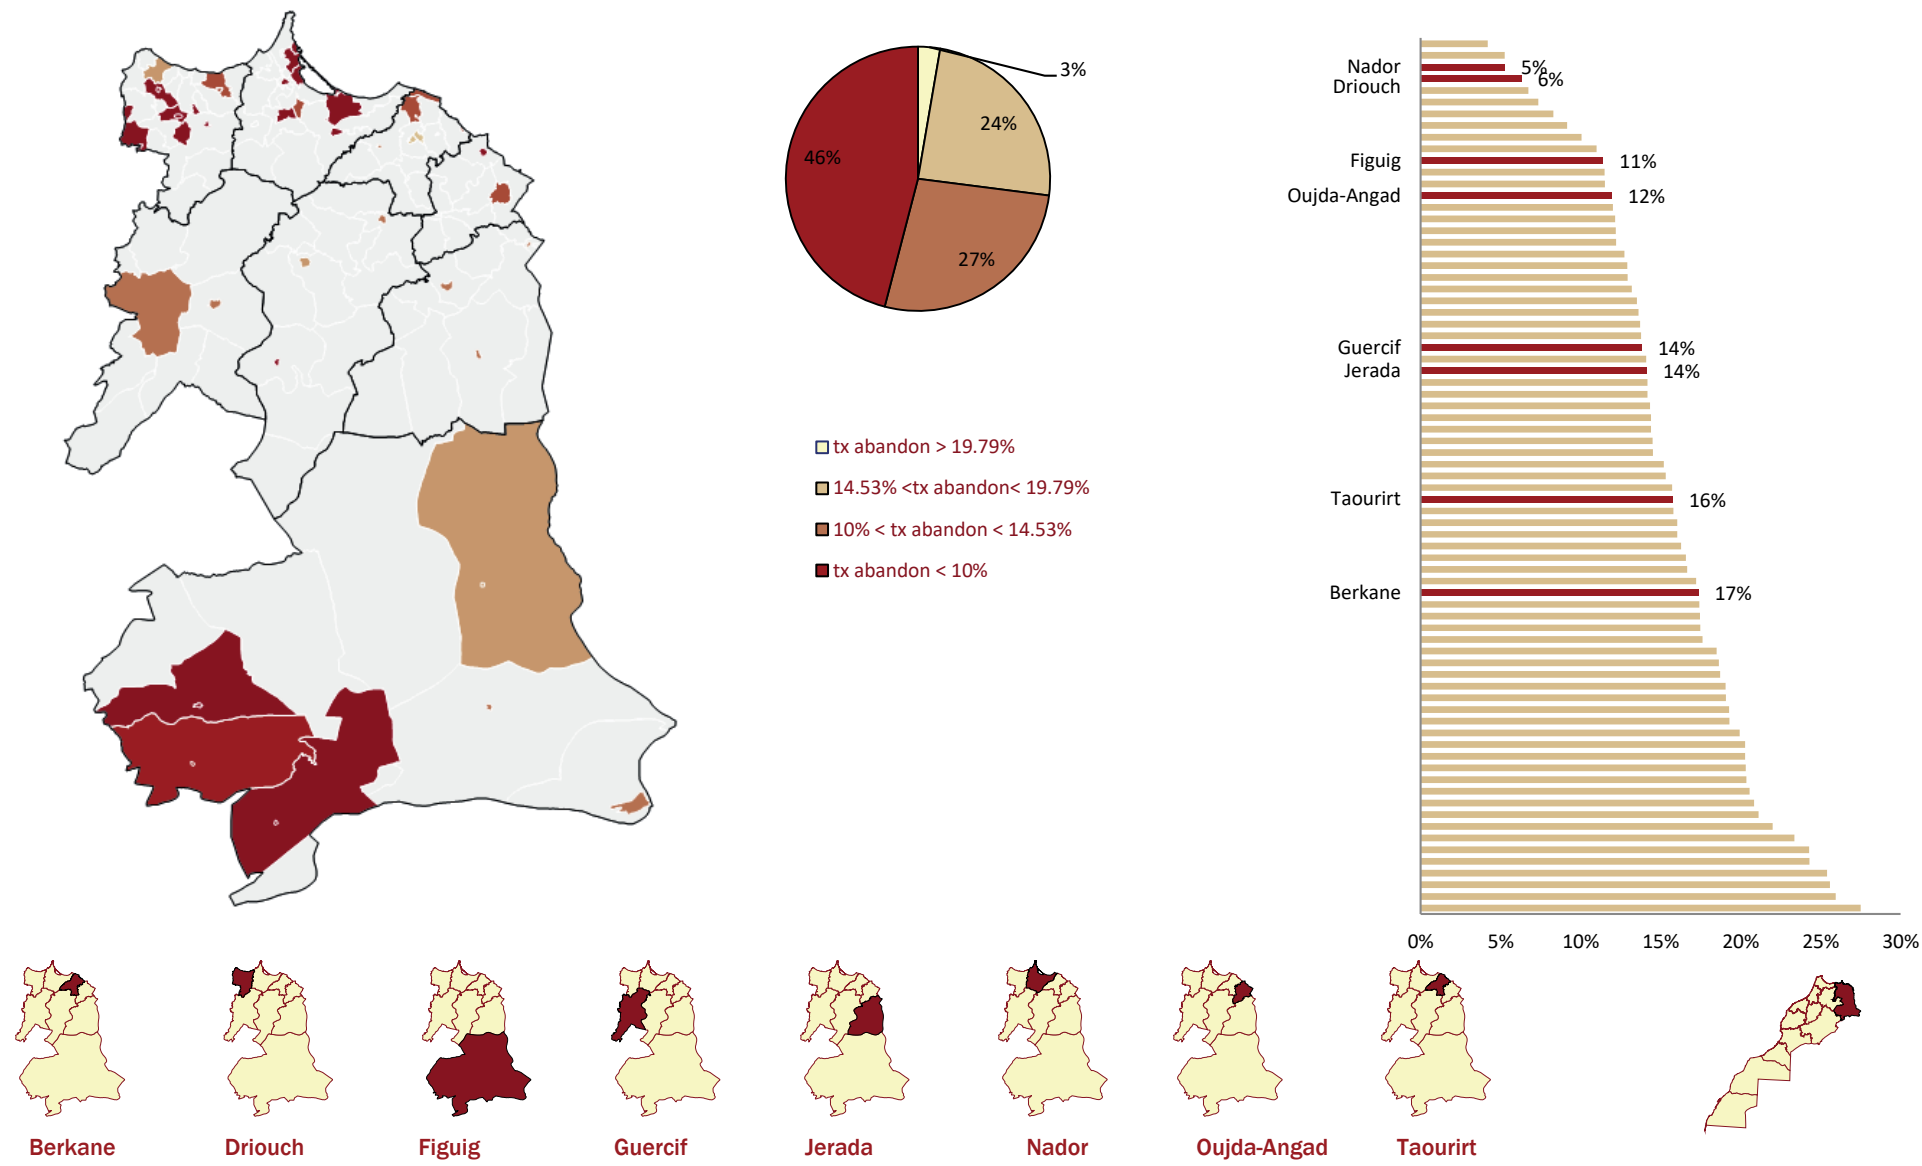 3%
24%
46%
27%
tx abandon > 19.79%
14.53% <tx abandon< 19.79%
10% < tx abandon < 14.53%
tx abandon < 10%
Nador 5%
Driouch 6%
Figuig 11%
Oujda-Angad 12%
Guercif 14%
Jerada 14%
Taourirt 16%
Berkane 17%
0% 5% 10% 15% 20% 25% 30%
Berkane Driouch Figuig Guercif Jerada Nador Oujda-Angad Taourirt